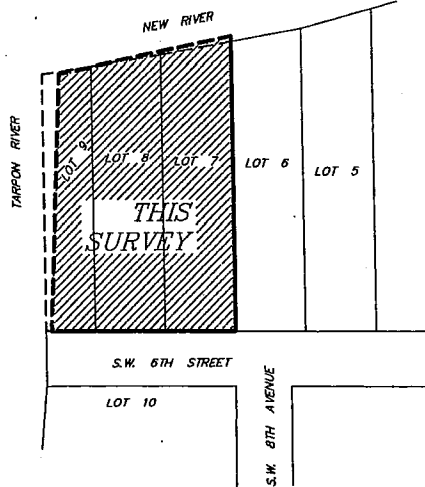 NEW RIVER
TARPON RIVER
LOT 9
LOT 8
LOT 7
LOT 6
LOT 5
THIS
SURVEY
S.W. 6TH STREET
LOT 10
S.W. 8TH AVENUE